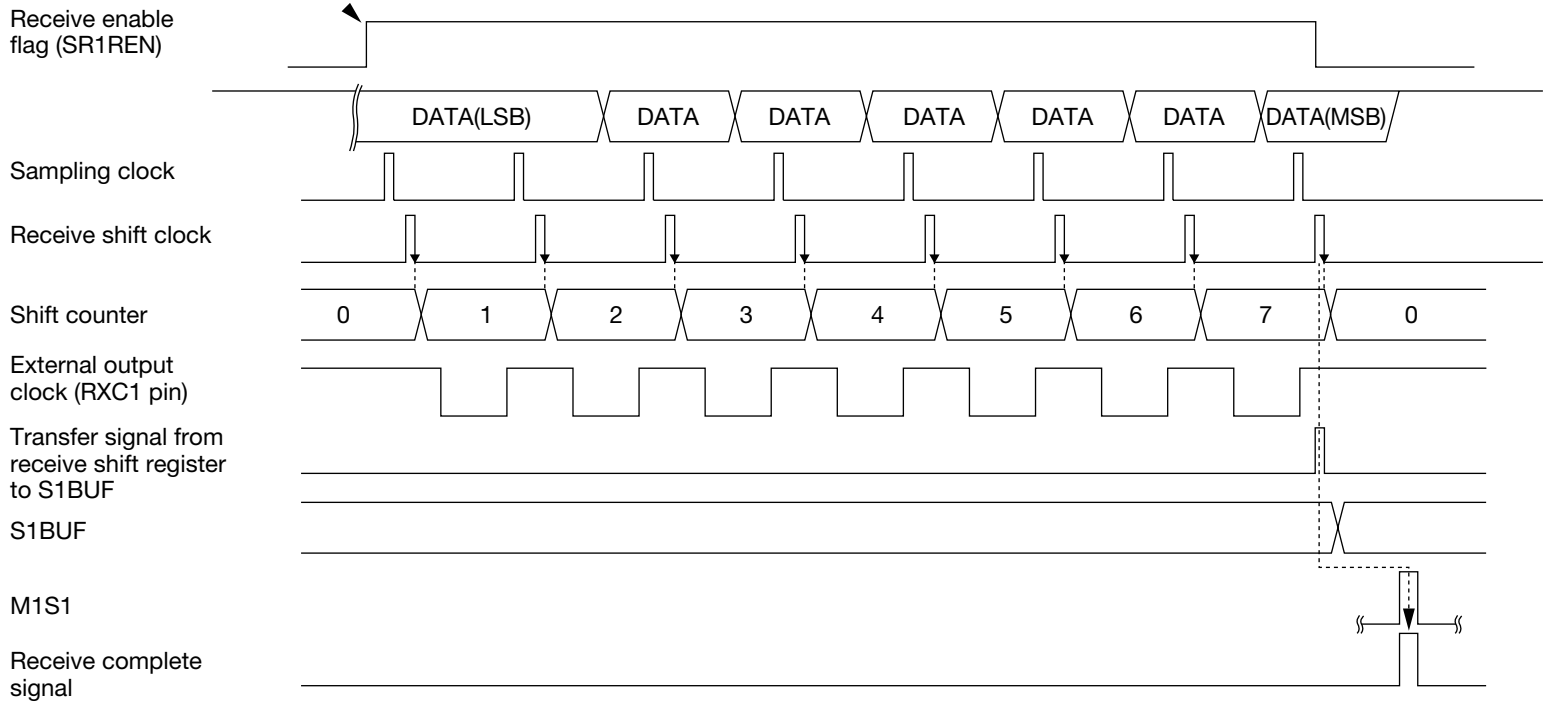 Receive enable
flag (SR1REN)
DATA(LSB) DATA DATA DATA DATA DATA DATA(MSB)
Sampling clock
Receive shift clock
Shift counter 0 1 2 3 4 5 6 7 0
External output
clock (RXC1 pin)
Transfer signal from
receive shift register
to S1BUF
S1BUF
M1S1
Receive complete
signal